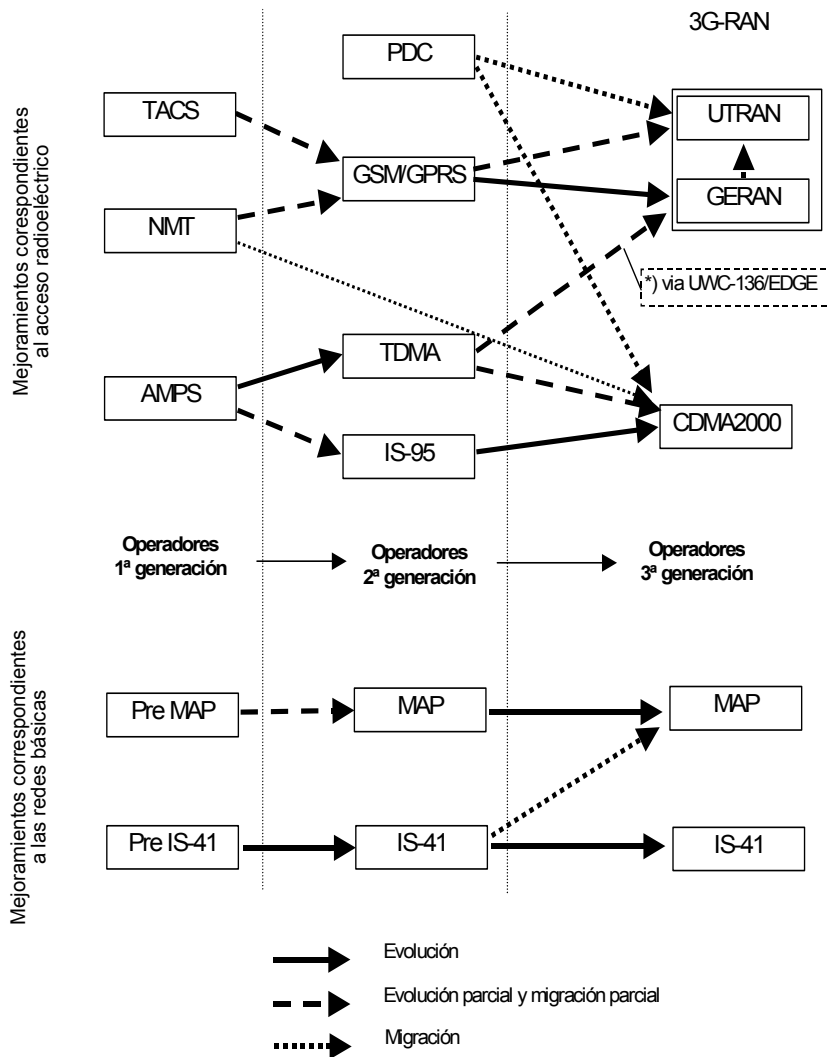 3G-RAN
PDC
TACS
UTRAN
GSM/GPRS
GERAN
NMT
*) via UWC-136/EDGE
TDMA
AMPS
CDMA2000
IS-95
Mejoramientos corespondientes
al acceso radioeléctrico
Operadores
1ª generación
Operadores
2ª generación
Operadores
3ª generación
Mejoramientos correspondientes
a las redes básicas
Pre MAP
MAP
MAP
Pre IS-41
IS-41
IS-41
Evolución
Evolución parcial y migración parcial
Migración